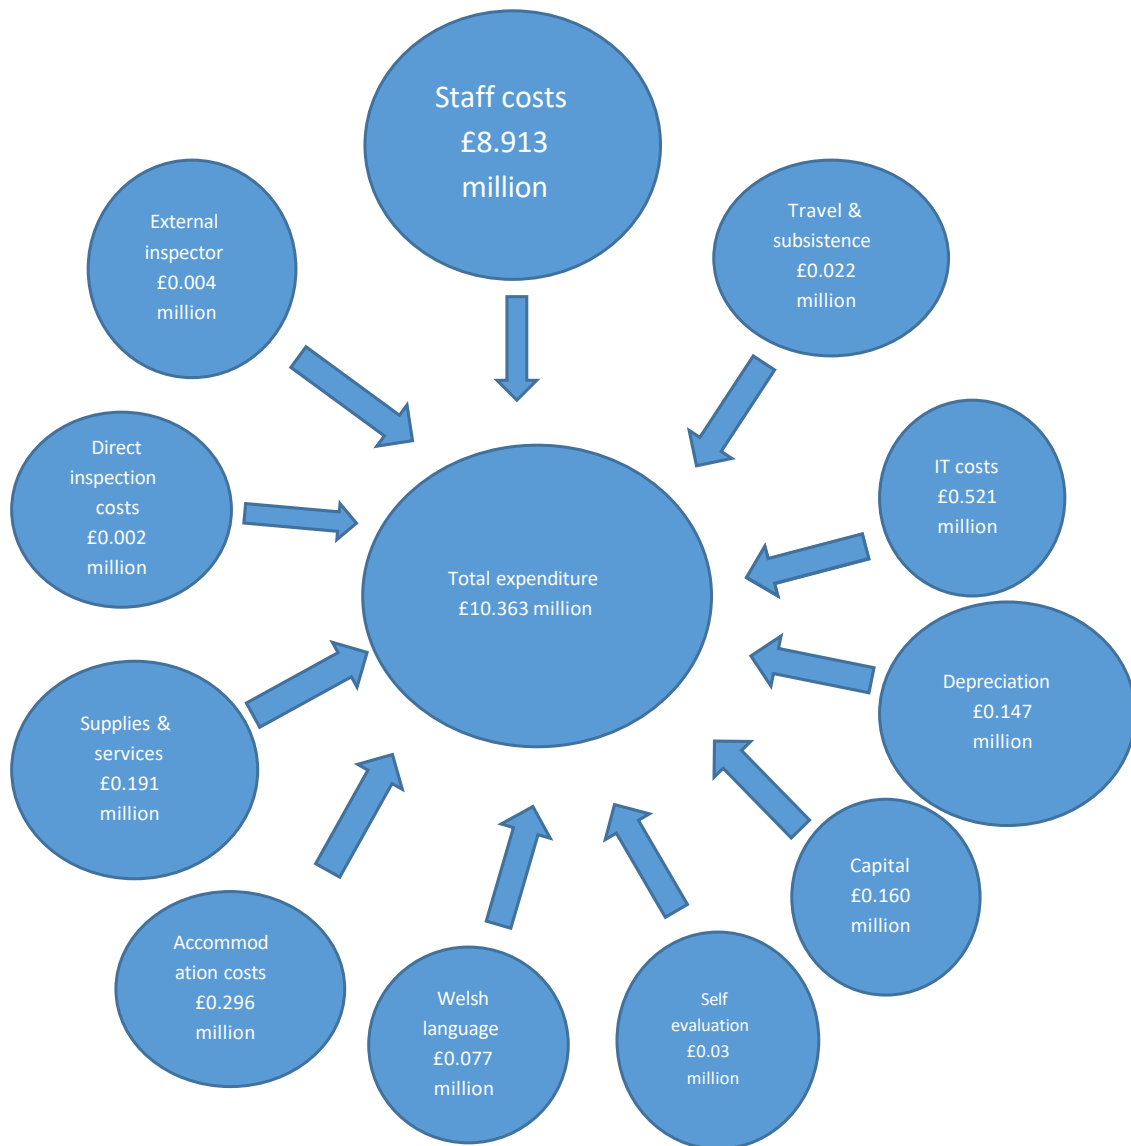 Staff costs
£8.913
million
Travel &
subsistence
£0.022
million
IT costs
£0.521
million
Depreciation
£0.147
million
Capital
£0.160
million
Self
evaluation
£0.03
million
Welsh
language
£0.077
million
Accommod
ation costs
£0.296
million
Supplies &
services
£0.191
million
Direct
inspection
costs
£0.002
million
External
inspector
£0.004
million
Total expenditure
£10.363 million